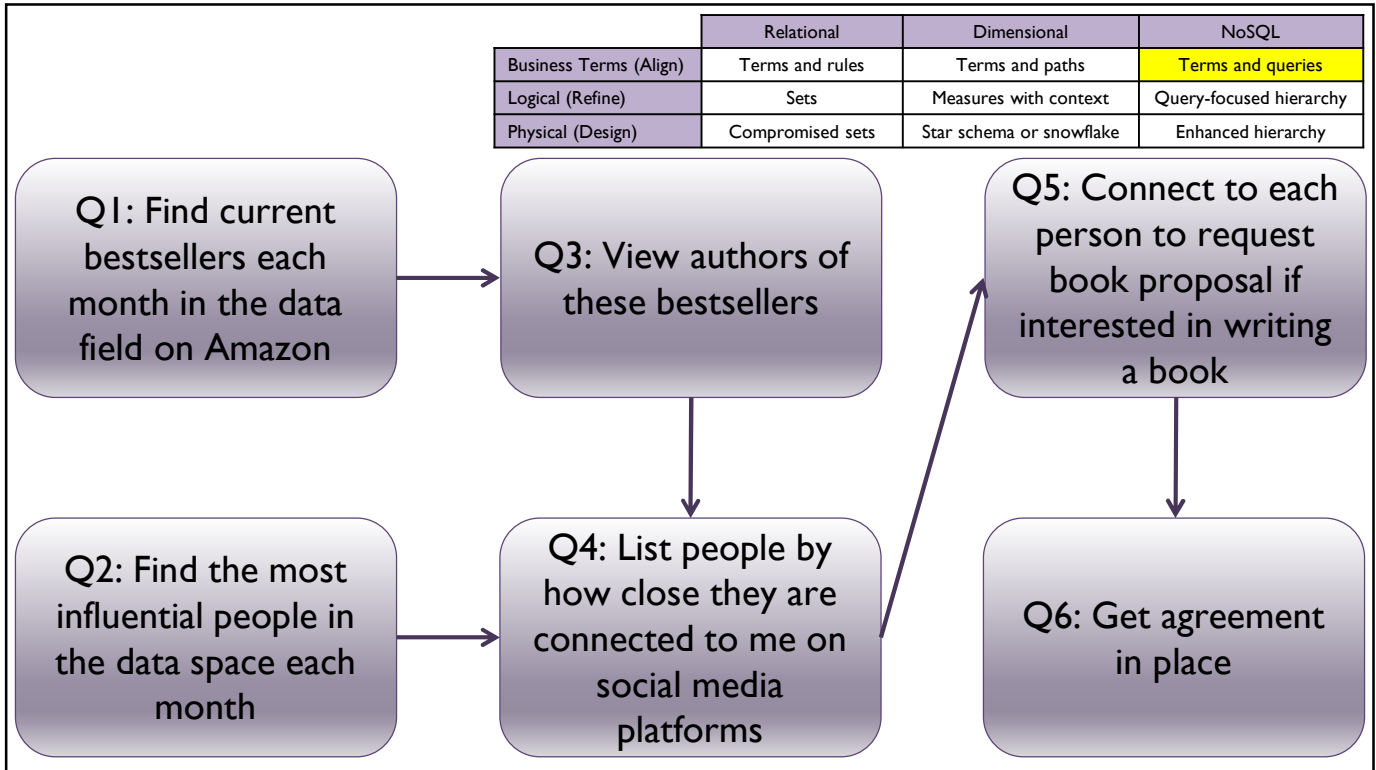 Relational Dimensional NoSQL
Business Terms (Align) Terms and rules Terms and paths Terms and queries
Logical (Refine) Sets Measures with context Query-focused hierarchy
Physical (Design) Compromised sets Star schema or snowflake Enhanced hierarchy
Q1: Find current
bestsellers each
month in the data
field on Amazon
Q3: View authors of
these bestsellers
Q5: Connect to each
person to request
book proposal if
interested in writing
a book
Q2: Find the most
influential people in
the data space each
month
Q4: List people by
how close they are
connected to me on
social media
platforms
Q6: Get agreement
in place